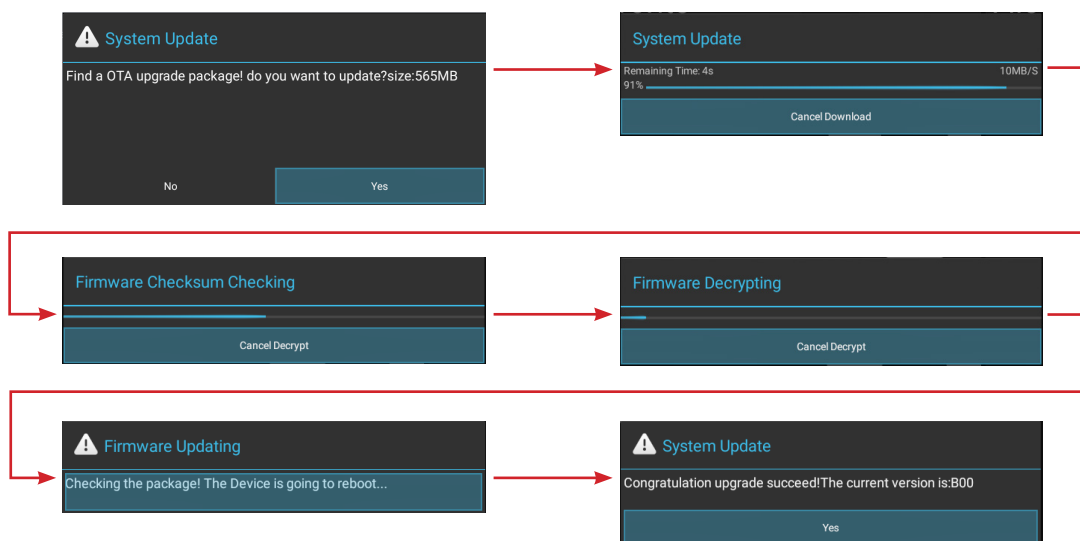 System Update
Find a OTA upgrade package! do you want to update?size:565MB
No
Yes
System Update
Remaining Time: 4s
10MB/S
91%
Cancel Download
Firmware Checksum Checking
Cancel Decrypt
Firmware Decrypting
Cancel Decrypt
Firmware Updating
Checking the package! The Device is going to reboot...
System Update
Congratulation upgrade succeed!The current version is:B00
Yes